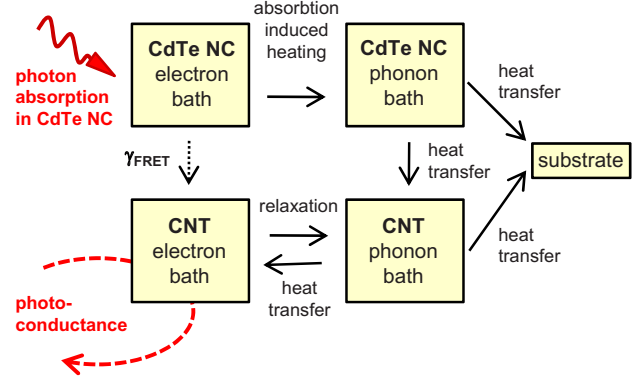 absorbtion
induced
heating
CdTe NC
electron
bath
CdTe NC
phonon
bath
photon
absorption
in CdTe NC
heat
transfer
γFRET
heat
transfer
substrate
CNT
electron
bath
relaxation
heat
transfer
CNT
phonon
bath
heat
transfer
photo-
conductance